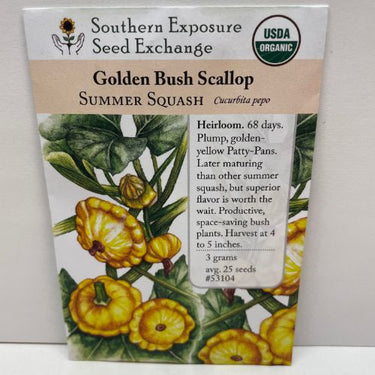 Southern Exposure
Seed Exchange
USDA
ORGANIC
Golden Bush Scallop
SUMMER SQUASH Cucurbita pepo
Heirloom. 68 days.
Plump, golden-
yellow Patty-Pans.
Later maturing
than other summer
squash, but superior
flavor is worth the
wait. Productive,
space-saving bush
plants. Harvest at 4
to 5 inches.
3 grams
avg. 25 seeds
#53104